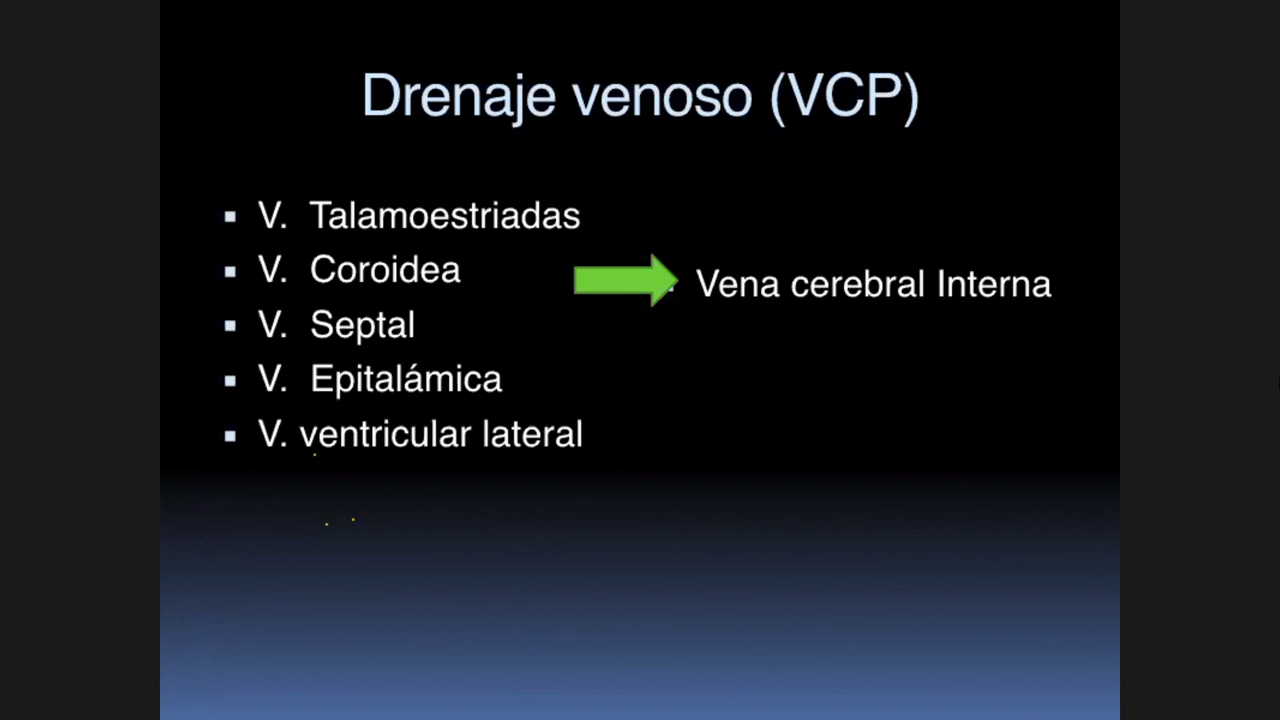 Drenaje venoso (VCP)
V. Talamoestriadas
V. Coroidea
V. Septal
V. Epitalámica
V. ventricular lateral
Vena cerebral Interna